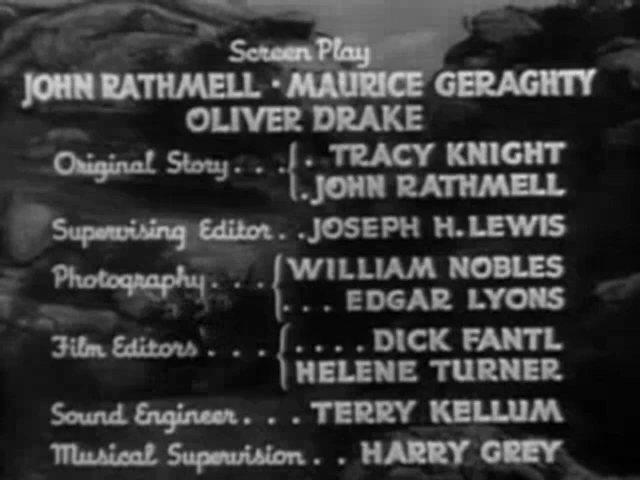 Screen Play
JOHN RATHMELL · MAURICE GERAGHTY
OLIVER DRAKE
Original Story . . . { . TRACY KNIGHT
. JOHN RATHMELL
Supervising Editor . . JOSEPH H. LEWIS
Photography . . . { WILLIAM NOBLES
. . . EDGAR LYONS
Film Editors . . . { . . . . DICK FANTL
HELENE TURNER
Sound Engineer . . . TERRY KELLUM
Musical Supervision . . HARRY GREY